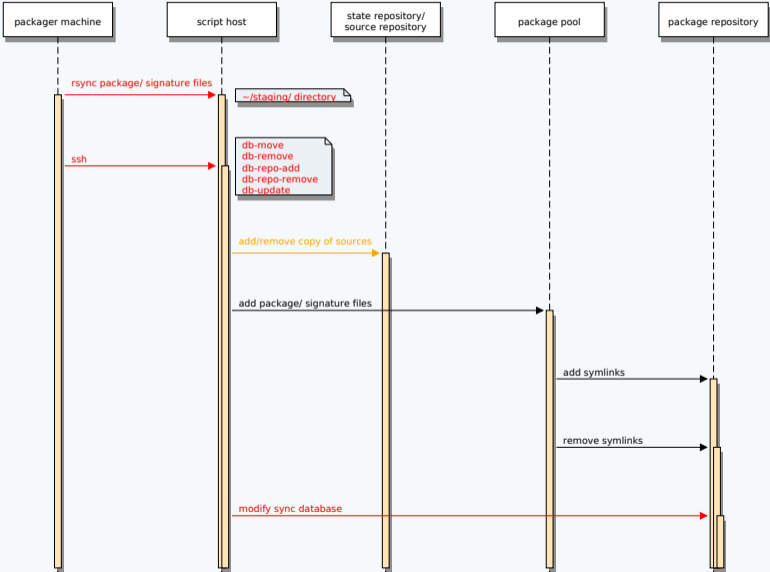 packager machine
script host
state repository/
source repository
package pool
package repository
rsync package/ signature files
~/staging/ directory
ssh
db-move
db-remove
db-repo-add
db-repo-remove
db-update
add/remove copy of sources
add package/ signature files
add symlinks
remove symlinks
modify sync database